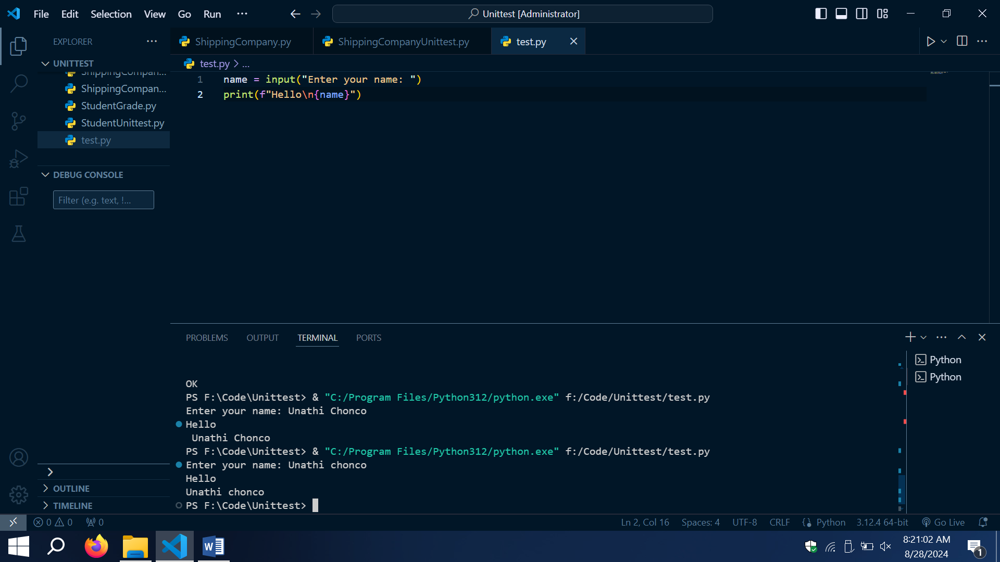 File Edit Selection View Go Run ···
Unittest [Administrator]
EXPLORER
ShippingCompany.py
ShippingCompanyUnittest.py
test.py
UNITTEST
test.py > ...
ShippingCompan...
ShippingCompan...
StudentGrade.py
StudentUnittest.py
test.py
1 name = input("Enter your name: ")
2 print(f"Hello\n{name}")
DEBUG CONSOLE
Filter (e.g. text, !...
PROBLEMS OUTPUT TERMINAL PORTS
Python
Python
OK
PS F:\Code\Unittest> & "C:/Program Files/Python312/python.exe" f:/Code/Unittest/test.py
Enter your name: Unathi Chonco
Hello
Unathi Chonco
PS F:\Code\Unittest> & "C:/Program Files/Python312/python.exe" f:/Code/Unittest/test.py
Enter your name: Unathi chonco
Hello
Unathi chonco
PS F:\Code\Unittest>
OUTLINE
TIMELINE
0 0 0
Ln 2, Col 16 Spaces: 4 UTF-8 CRLF Python 3.12.4 64-bit Go Live
W
8:21:02 AM
8/28/2024
1